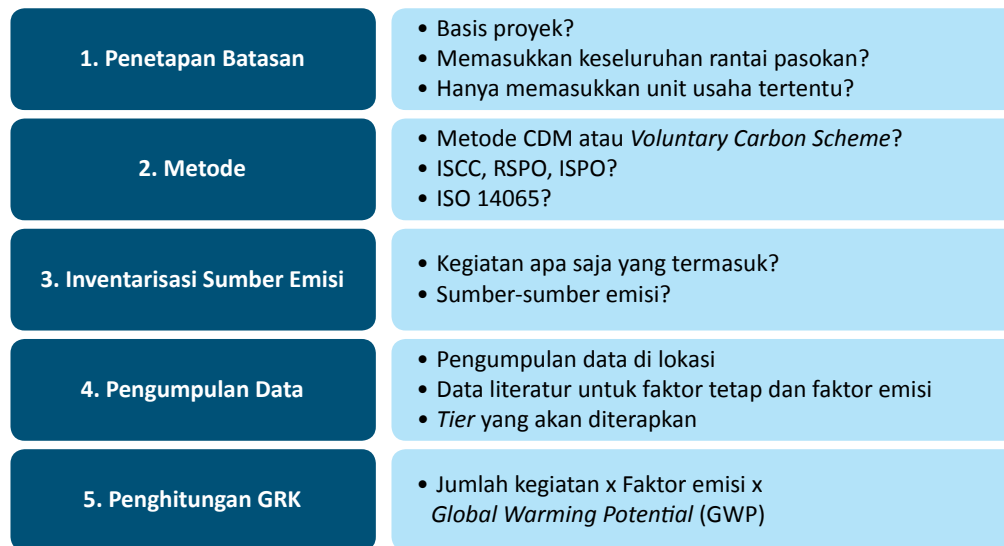 1. Penetapan Batasan
• Basis proyek?
• Memasukkan keseluruhan rantai pasokan?
• Hanya memasukkan unit usaha tertentu?
2. Metode
• Metode CDM atau Voluntary Carbon Scheme?
• ISCC, RSPO, ISPO?
• ISO 14065?
3. Inventarisasi Sumber Emisi
• Kegiatan apa saja yang termasuk?
• Sumber-sumber emisi?
4. Pengumpulan Data
• Pengumpulan data di lokasi
• Data literatur untuk faktor tetap dan faktor emisi
• Tier yang akan diterapkan
5. Penghitungan GRK
• Jumlah kegiatan x Faktor emisi x
Global Warming Potential (GWP)